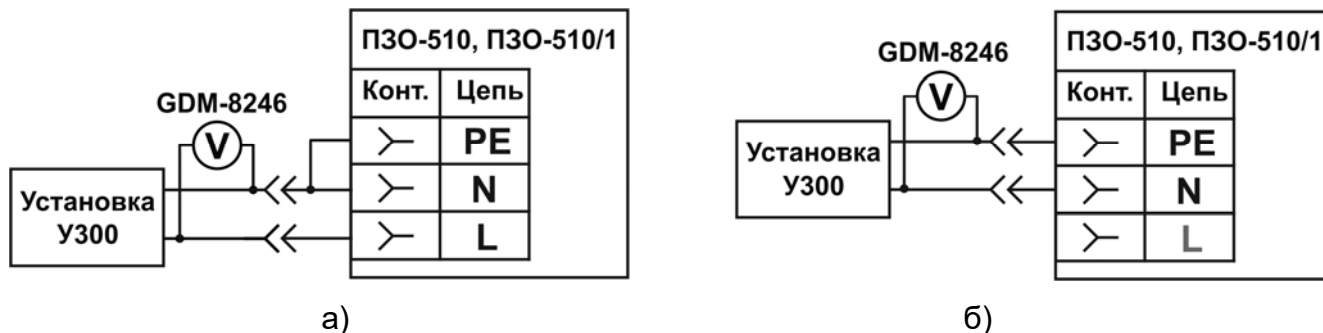 ПЗО-510, ПЗО-510/1
GDM-8246
Конт. Цепь
V
PE
Установка
У300
N
L
а)
ПЗО-510, ПЗО-510/1
GDM-8246
Конт. Цепь
V
PE
Установка
У300
N
L
б)